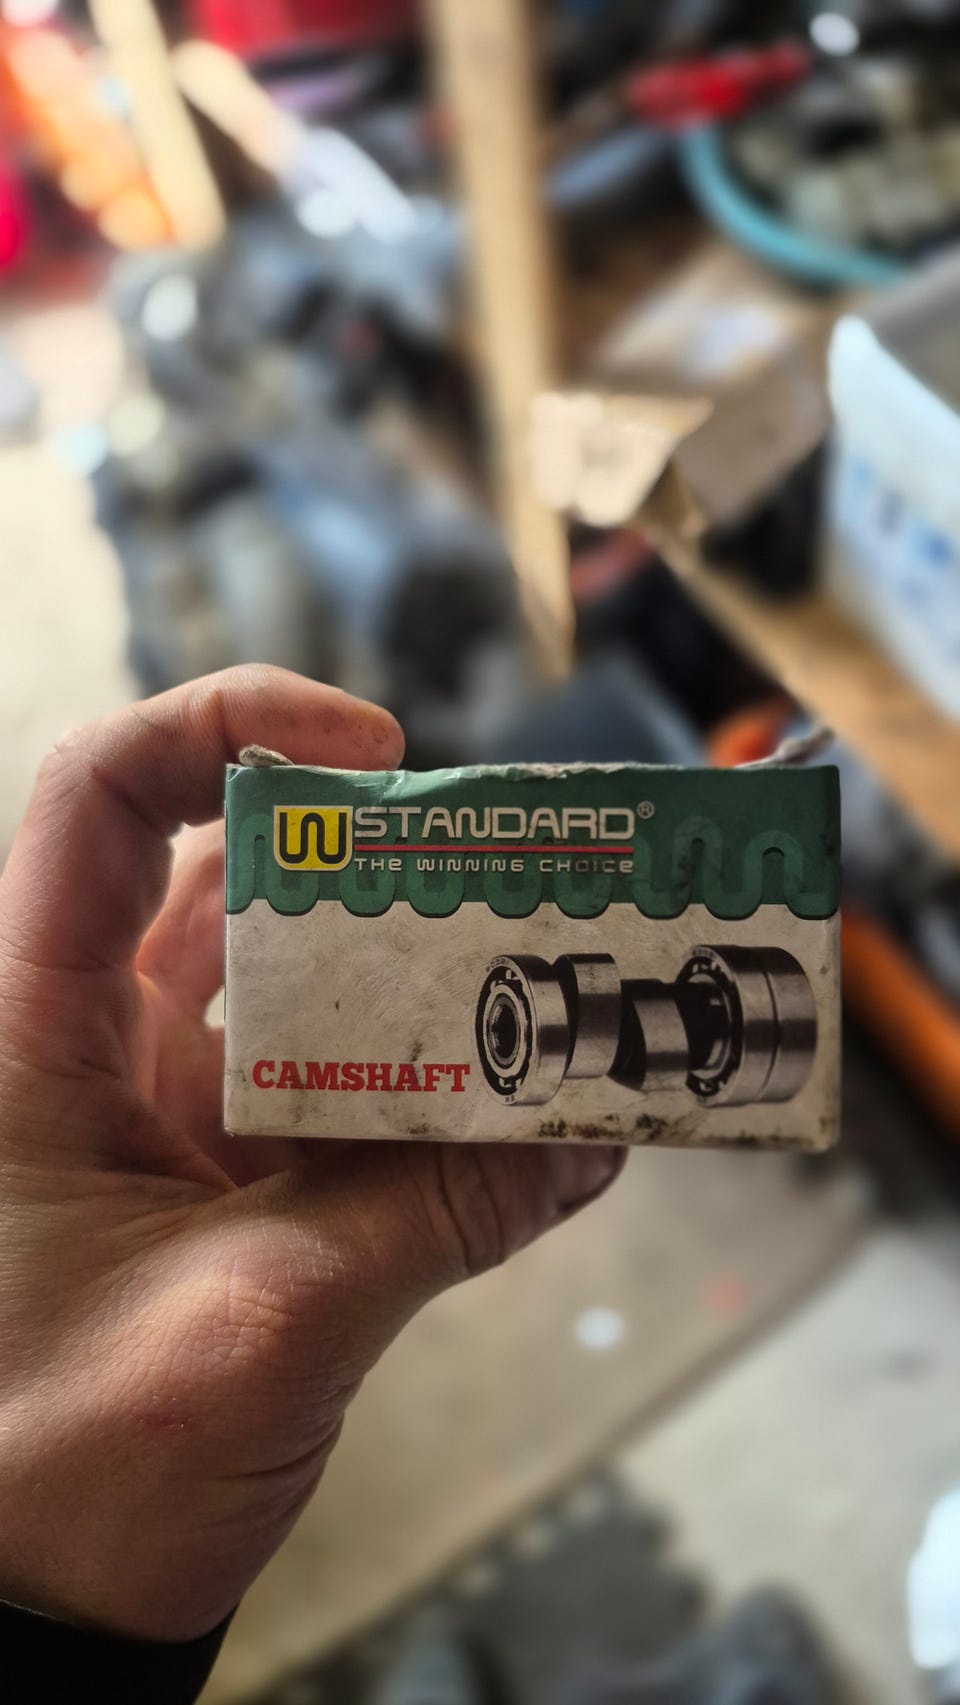 W STANDARD®
THE WINNING CHOICE
CAMSHAFT